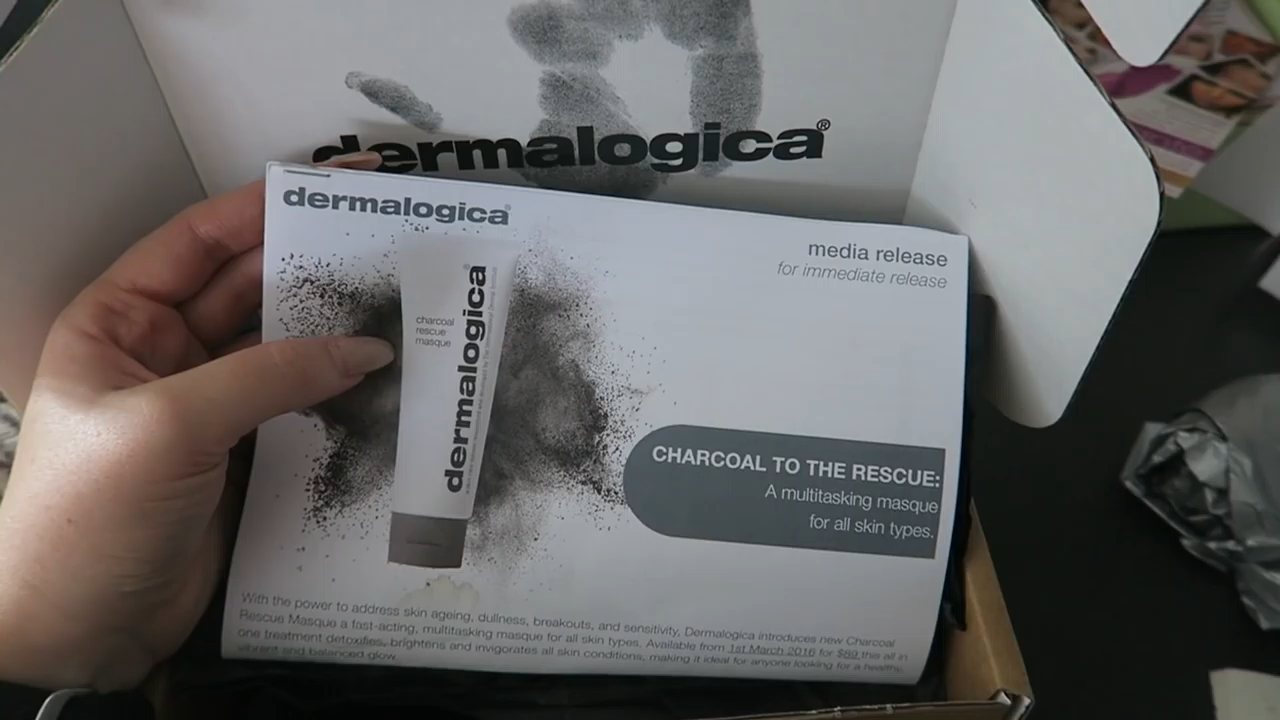 dermalogica®
dermalogica®
media release
for immediate release
charcoal
rescue
masque
dermalogica
CHARCOAL TO THE RESCUE:
A multitasking masque
for all skin types.
With the power to address skin ageing, dullness, breakouts, and sensitivity, Dermalogica introduces new Charcoal
Rescue Masque a fast-acting, multitasking masque for all skin types. Available from 1st March 2016 for $89 this all in
one treatment detoxifies, brightens and invigorates all skin conditions, making it ideal for anyone looking for a healthy,
vibrant and balanced glow.